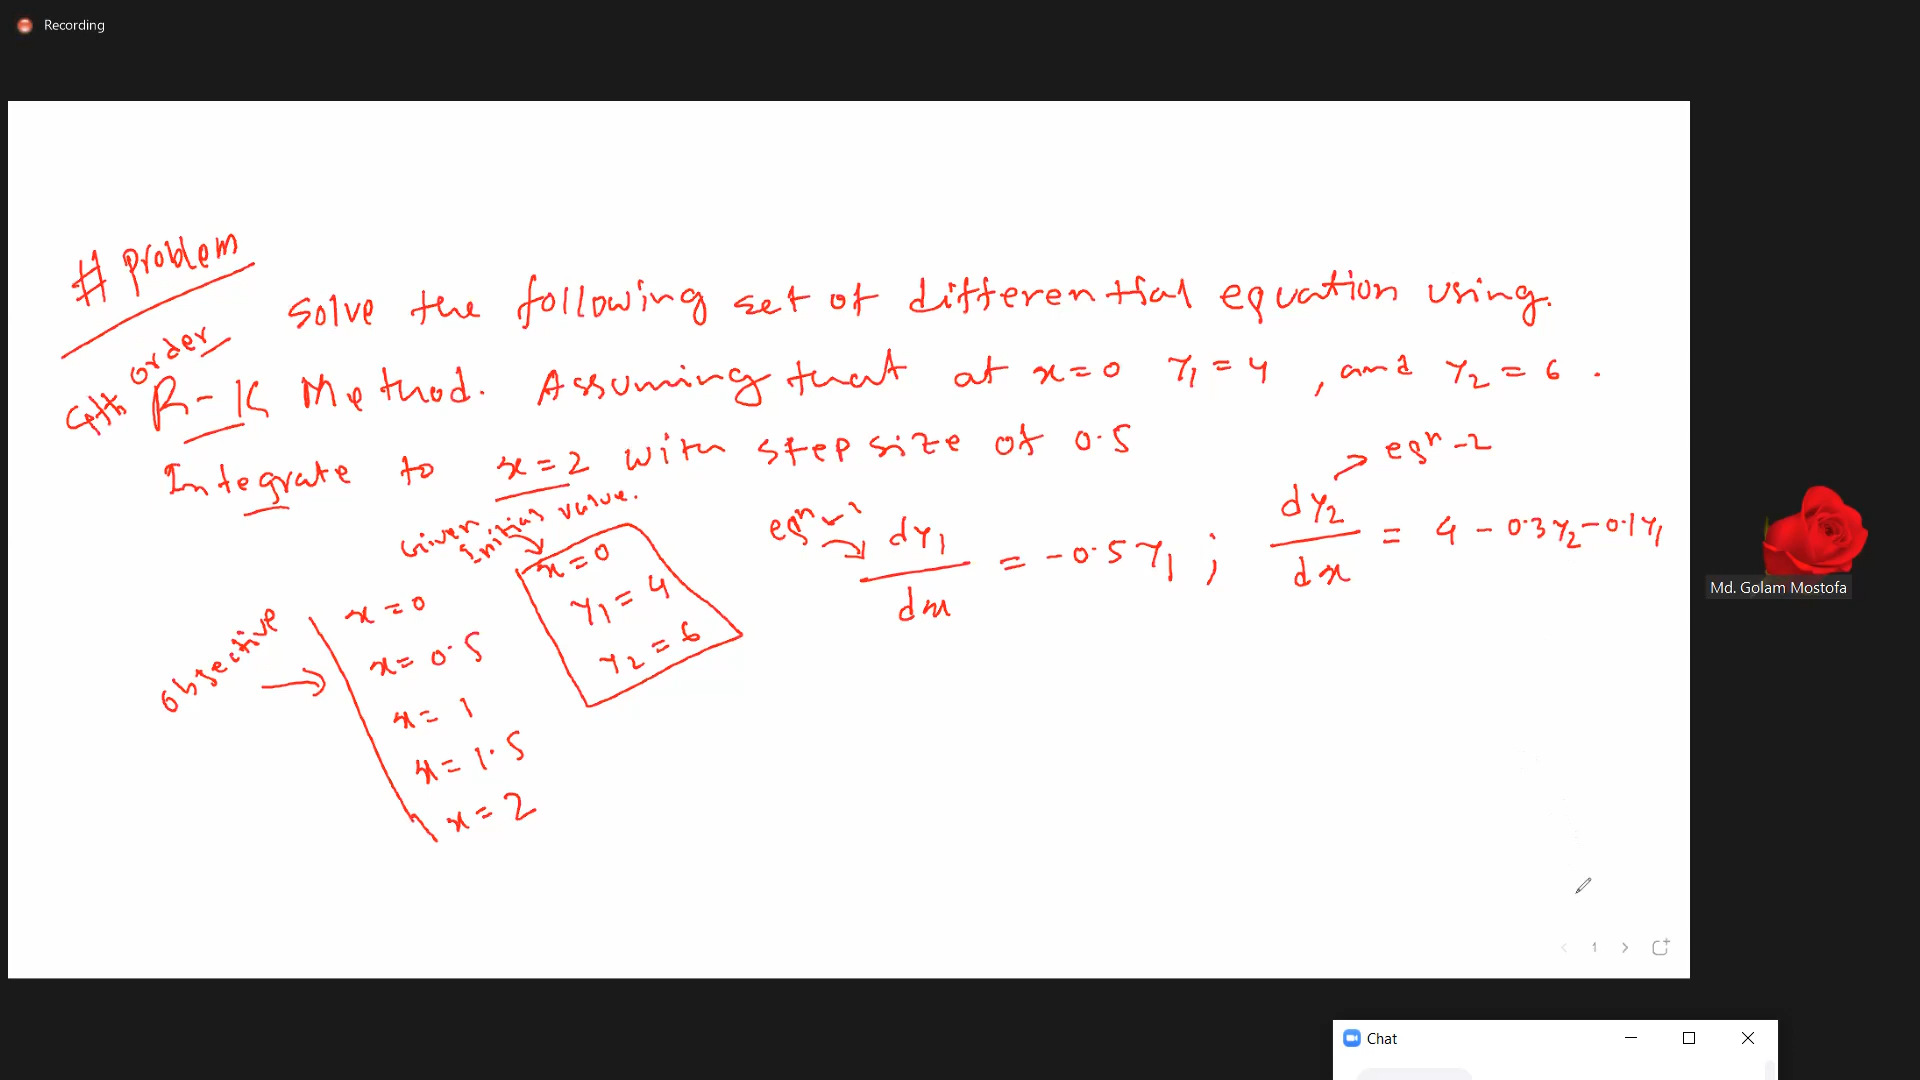 Recording
# Problem
Solve the following set of differential equation using
4th order R-K Method. Assuming that at x=0 y₁=4, and y₂=6.
Integrate to x=2 with step size of 0.5
Given initial value.
x=0
y₁=4
y₂=6
eqⁿ-1
dy₁/dx = -0.5y₁ ;
eqⁿ-2
dy₂/dx = 4-0.3y₂-0.1y₁
Objective
x=0
x=0.5
x=1
x=1.5
x=2
Md. Golam Mostofa
1
Chat